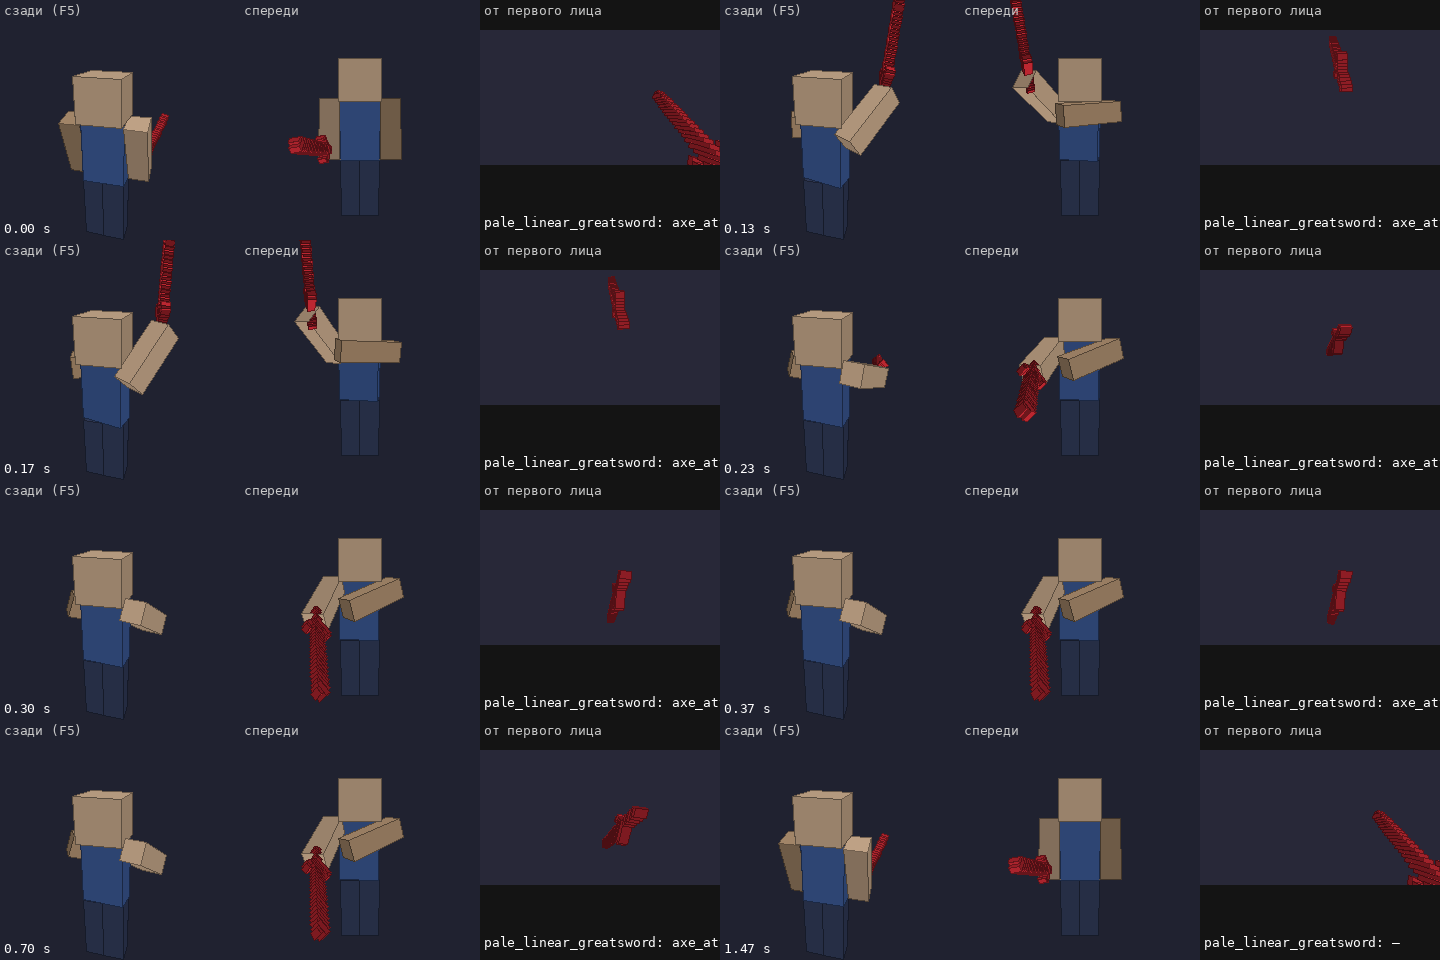 сзади (F5) спереди от первого лица сзади (F5) спереди от первого лица
0.00 s pale_linear_greatsword: axe_at 0.13 s pale_linear_greatsword: axe_at
сзади (F5) спереди от первого лица сзади (F5) спереди от первого лица
0.17 s pale_linear_greatsword: axe_at 0.23 s pale_linear_greatsword: axe_at
сзади (F5) спереди от первого лица сзади (F5) спереди от первого лица
0.30 s pale_linear_greatsword: axe_at 0.37 s pale_linear_greatsword: axe_at
сзади (F5) спереди от первого лица сзади (F5) спереди от первого лица
0.70 s pale_linear_greatsword: axe_at 1.47 s pale_linear_greatsword: —